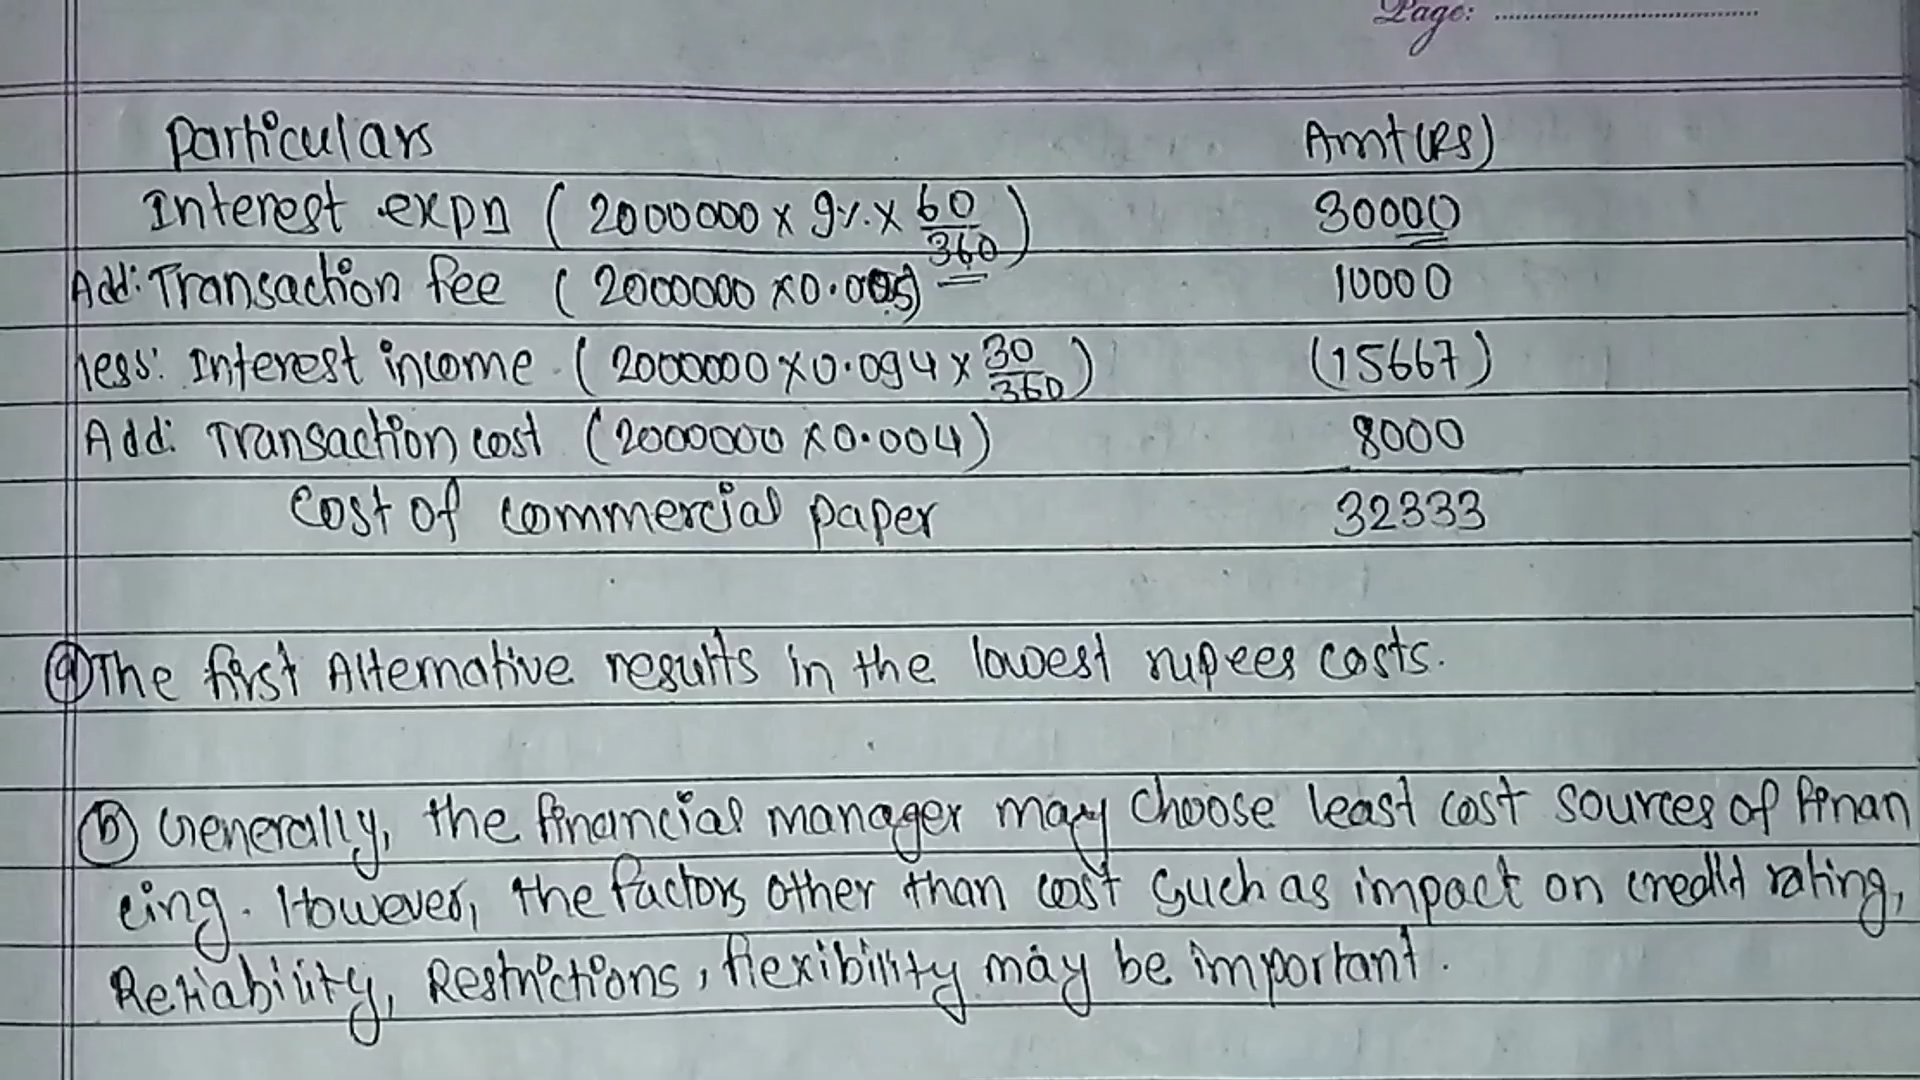 Page: ....................
Particulars Amt(RS)
Interest expn ( 2000000 x 9% x 60/360 ) 30000
Add: Transaction fee ( 2000000 x 0.005) 10000
less: Interest income ( 2000000 x 0.094 x 30/360 ) (15667)
Add: Transaction cost (2000000 x 0.004) 8000
Cost of commercial paper 32333
ⓐ The first Alternative results in the lowest rupees costs.
ⓑ Generally, the financial manager may choose least cost sources of finan
cing. However, the factors other than cost such as impact on credit rating,
Reliability, Restrictions, flexibility may be important.